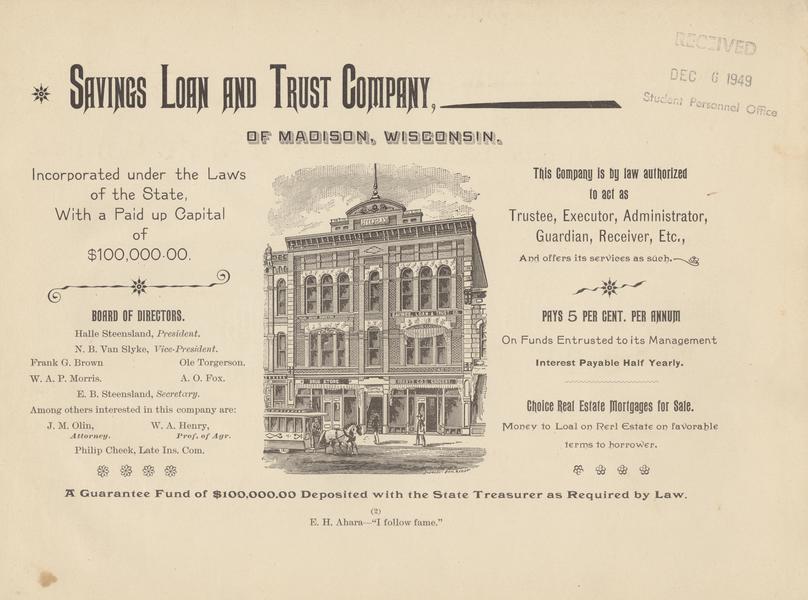 RECEIVED
DEC 6 1949
Student Personnel Office
SAVINGS LOAN AND TRUST COMPANY,
OF MADISON, WISCONSIN.
Incorporated under the Laws
of the State,
With a Paid up Capital
of
$100,000.00.
BOARD OF DIRECTORS.
Halle Steensland, President.
N. B. Van Slyke, Vice-President.
Frank G. Brown Ole Torgerson.
W. A. P. Morris. A. O. Fox.
E. B. Steensland, Secretary.
Among others interested in this company are:
J. M. Olin, W. A. Henry,
Attorney. Prof. of Agr.
Philip Cheek, Late Ins. Com.
SAVINGS, LOAN & TRUST CO.
DRUG STORE
This Company is by law authorized
to act as
Trustee, Executor, Administrator,
Guardian, Receiver, Etc.,
And offers its services as such.
PAYS 5 PER CENT. PER ANNUM
On Funds Entrusted to its Management
Interest Payable Half Yearly.
Choice Real Estate Mortgages for Sale.
Money to Loan on Rerl Estate on favorable
terms to borrower.
A Guarantee Fund of $100,000.00 Deposited with the State Treasurer as Required by Law.
(2)
E. H. Ahara—"I follow fame."